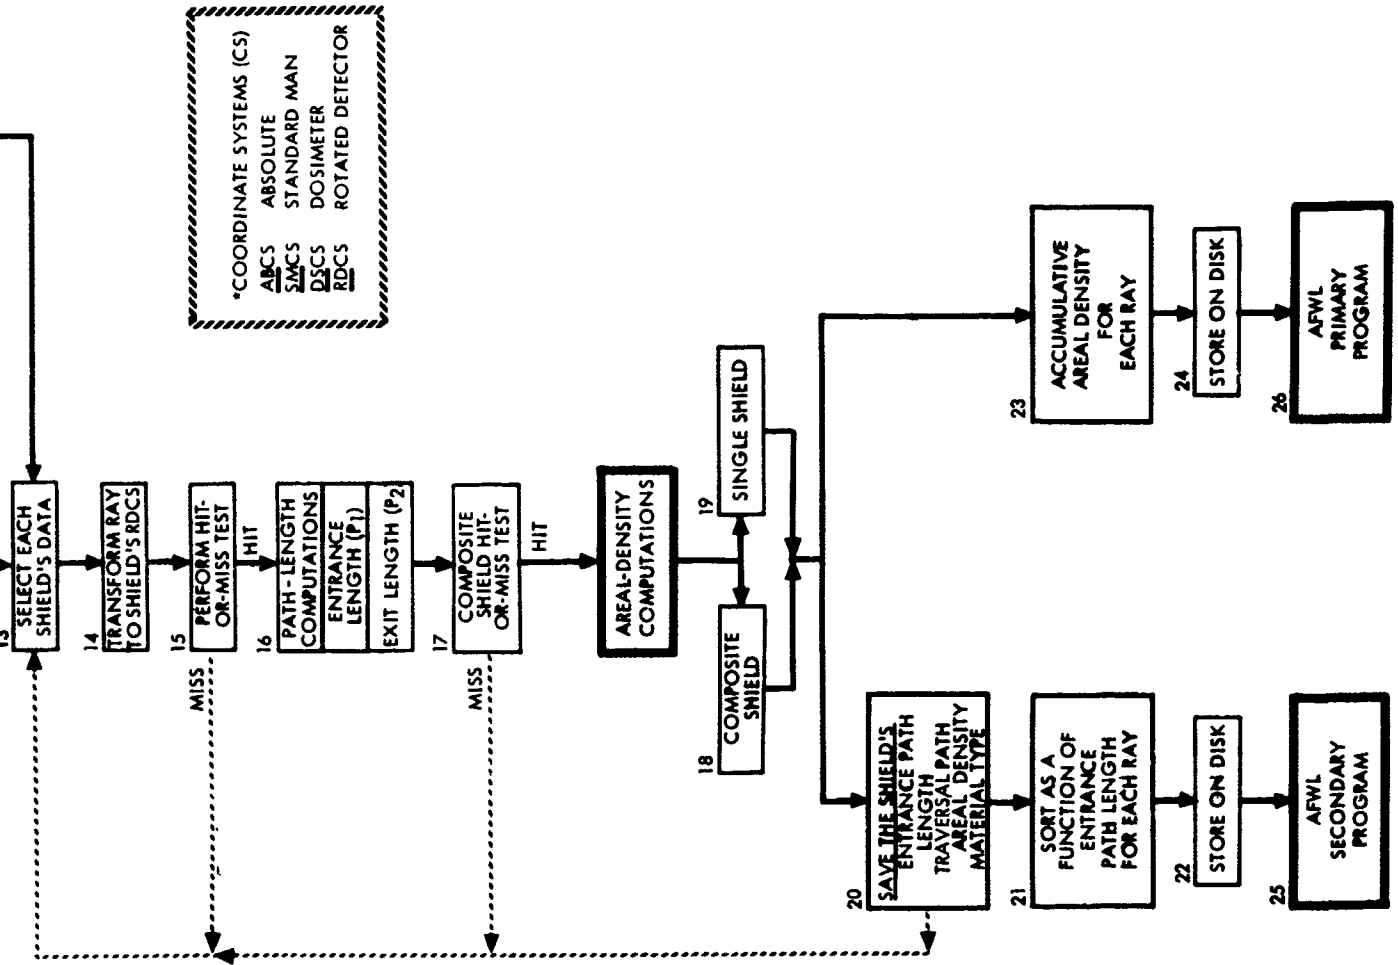 *COORDINATE SYSTEMS (CS)
ABCS ABSOLUTE
SMCS STANDARD MAN
DSCS DOSIMETER
RDCS ROTATED DETECTOR
13
SELECT EACH
SHIELD'S DATA
14
TRANSFORM RAY
TO SHIELD'S RDCS
15
PERFORM HIT-
OR-MISS TEST
MISS
HIT
16
PATH-LENGTH
COMPUTATIONS
ENTRANCE
LENGTH (P1)
EXIT LENGTH (P2)
17
COMPOSITE
SHIELD HIT-
OR-MISS TEST
MISS
HIT
AREAL-DENSITY
COMPUTATIONS
18
COMPOSITE
SHIELD
19
SINGLE SHIELD
20
SAVE THE SHIELD'S
ENTRANCE PATH
LENGTH
TRAVERSAL PATH
AREAL DENSITY
MATERIAL TYPE
21
SORT AS A
FUNCTION OF
ENTRANCE
PATH LENGTH
FOR EACH RAY
22
STORE ON DISK
25
AFWL
SECONDARY
PROGRAM
23
ACCUMULATIVE
AREAL DENSITY
FOR
EACH RAY
24
STORE ON DISK
26
AFWL
PRIMARY
PROGRAM